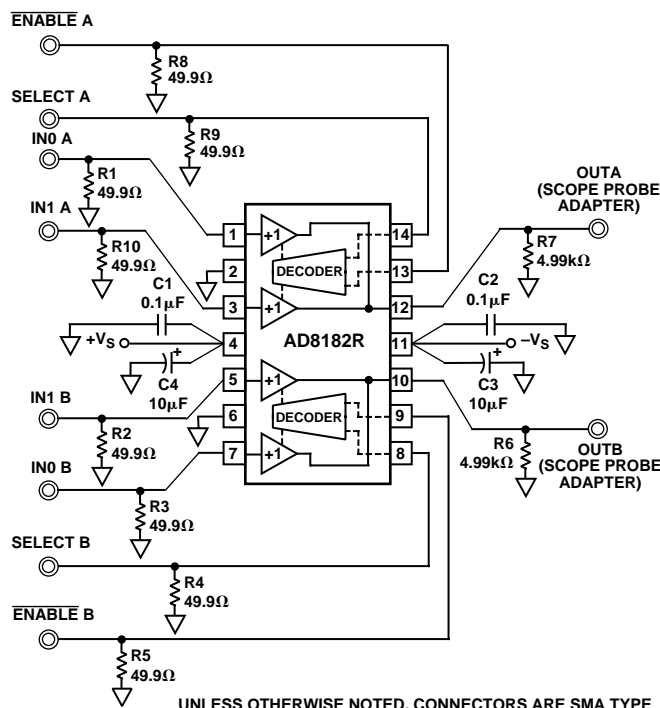 ENABLE A
R8
49.9Ω
SELECT A
R9
49.9Ω
IN0 A
R1
49.9Ω
OUTA
(SCOPE PROBE
ADAPTER)
IN1 A
R10
49.9Ω
R7
4.99kΩ
1
+1
14
2
DECODER
13
C1
0.1μF
C2
0.1μF
3
+1
12
AD8182R
+VS
4
11
–VS
+
C4
10μF
+
C3
10μF
5
+1
10
IN1 B
R2
49.9Ω
6
DECODER
9
R6
4.99kΩ
OUTB
(SCOPE PROBE
ADAPTER)
7
+1
8
IN0 B
R3
49.9Ω
SELECT B
R4
49.9Ω
ENABLE B
R5
49.9Ω
UNLESS OTHERWISE NOTED, CONNECTORS ARE SMA TYPE